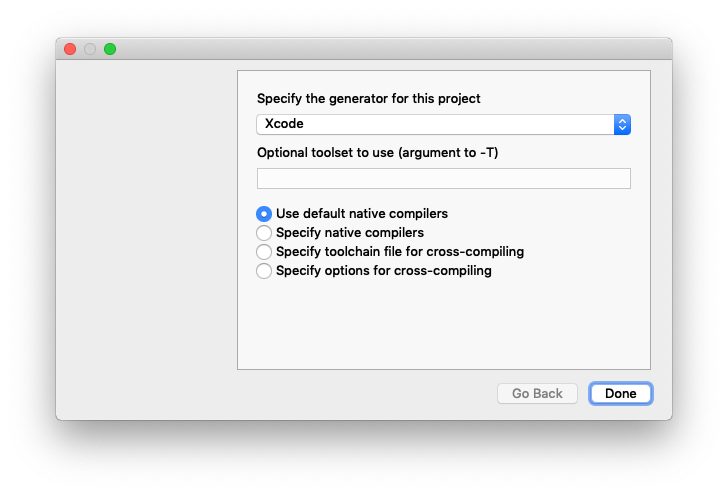 Specify the generator for this project
Xcode
Optional toolset to use (argument to -T)
Use default native compilers
Specify native compilers
Specify toolchain file for cross-compiling
Specify options for cross-compiling
Go Back
Done